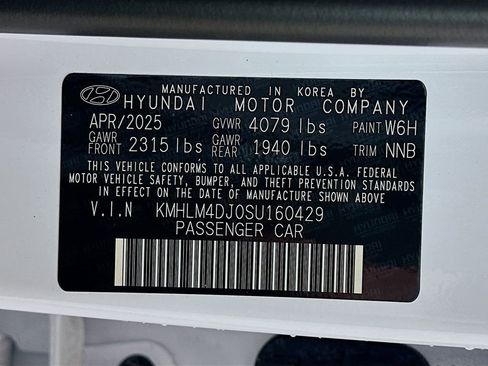 MANUFACTURED IN KOREA BY
HYUNDAI MOTOR COMPANY
APR/2025 GVWR 4079 lbs PAINT W6H
GAWR FRONT 2315 lbs GAWR REAR 1940 lbs TRIM NNB
THIS VEHICLE CONFORMS TO ALL APPLICABLE U.S.A. FEDERAL
MOTOR VEHICLE SAFETY, BUMPER, AND THEFT PREVENTION STANDARDS
IN EFFECT ON THE DATE OF MANUFACTURE SHOWN ABOVE
V.I.N KMHLM4DJ0SU160429
PASSENGER CAR